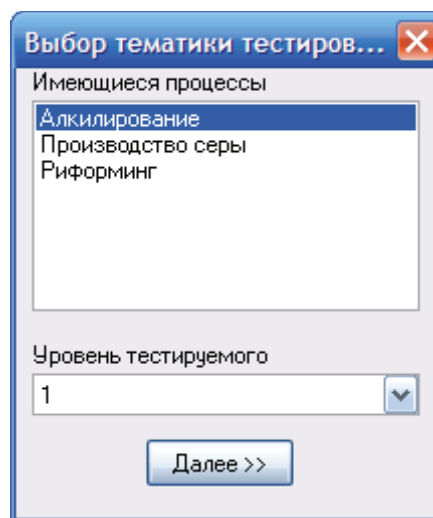 Выбор тематики тестиров...
Имеющиеся процессы
Алкилирование
Производство серы
Риформинг
Уровень тестируемого
1
Далее >>